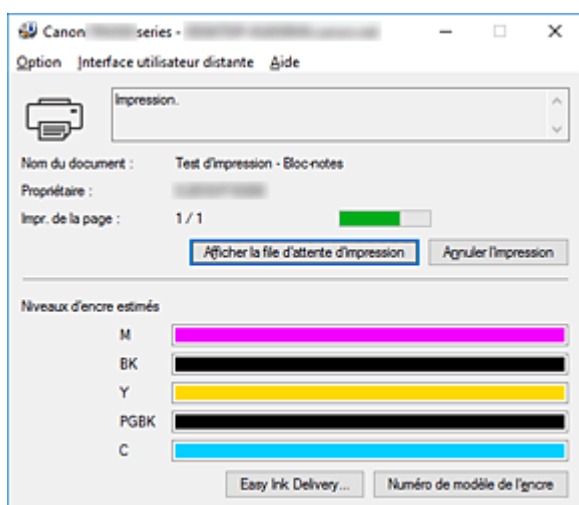 Canon series -
Option Interface utilisateur distante Aide
Impression.
Nom du document : Test d'impression - Bloc-notes
Propriétaire :
Impr. de la page : 1 / 1
Afficher la file d'attente d'impression Annuler l'impression
Niveaux d'encre estimés
M
BK
Y
PGBK
C
Easy Ink Delivery... Numéro de modèle de l'encre